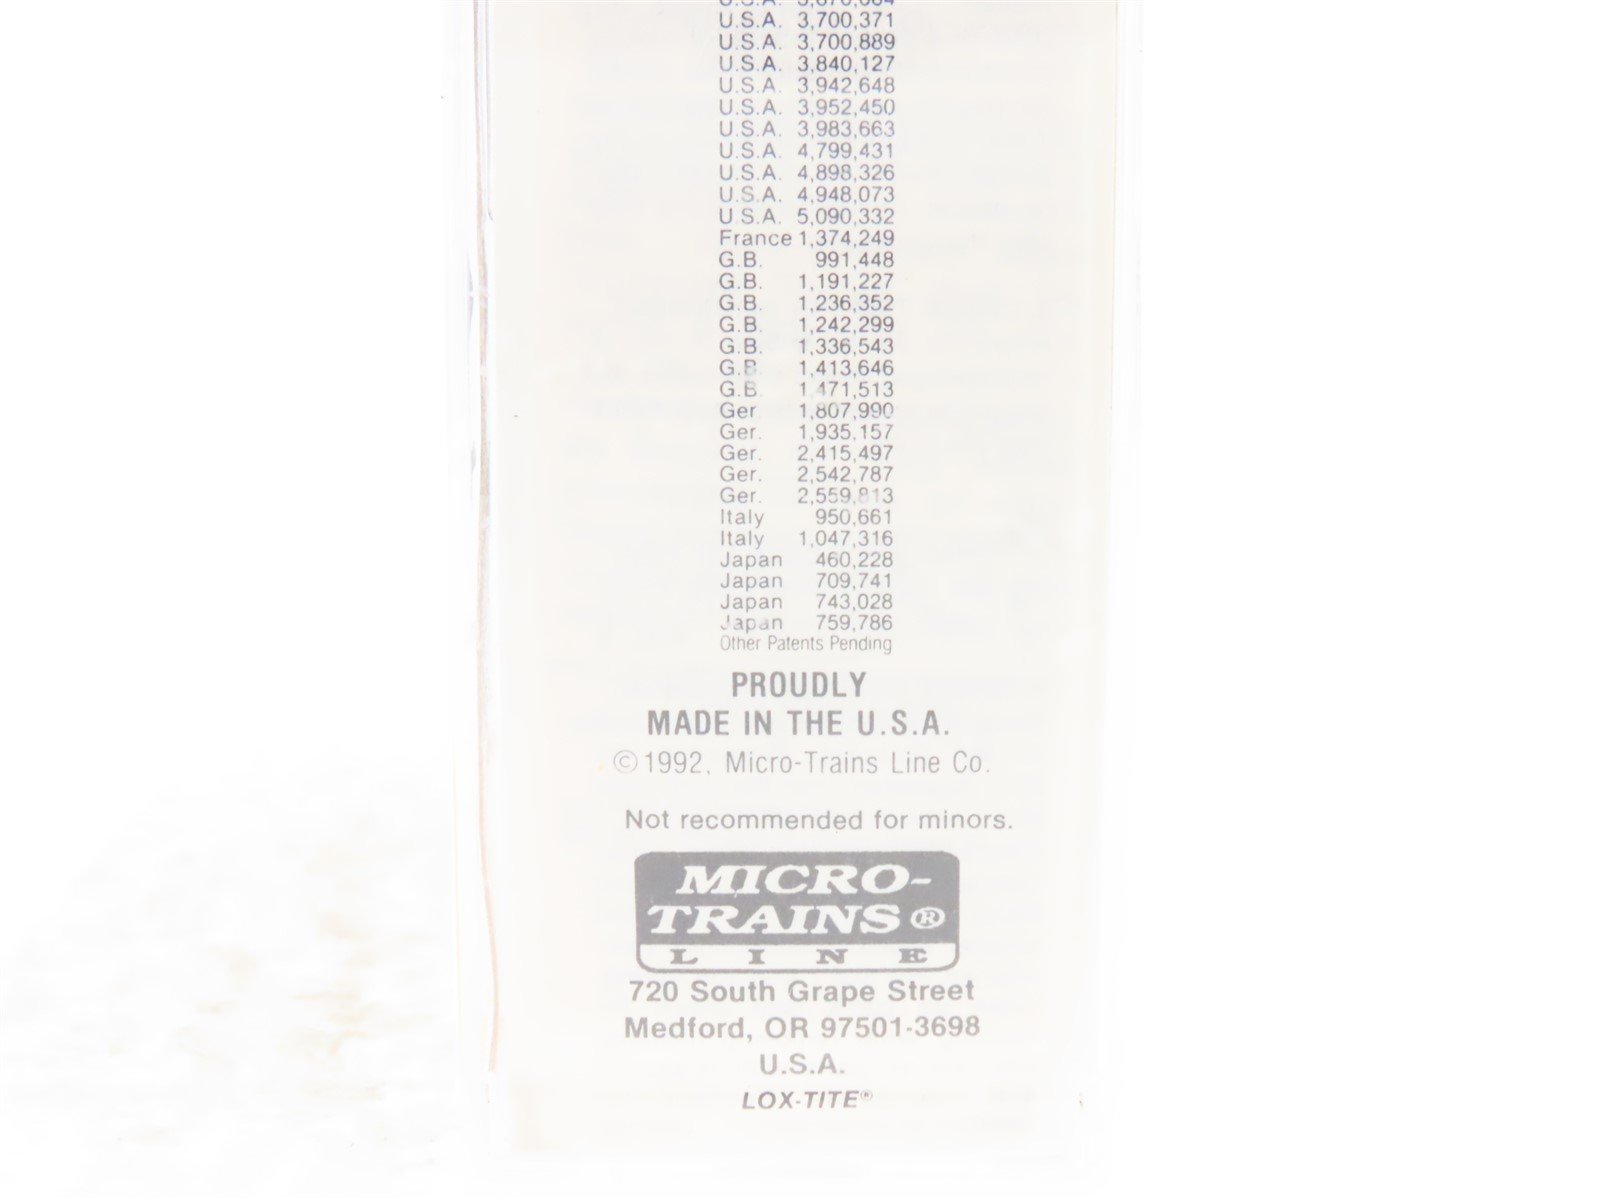 U.S.A. 3,700,371
U.S.A. 3,700,889
U.S.A. 3,840,127
U.S.A. 3,942,648
U.S.A. 3,952,450
U.S.A. 3,983,663
U.S.A. 4,799,431
U.S.A. 4,898,326
U.S.A. 4,948,073
U.S.A. 5,090,332
France 1,374,249
G.B. 991,448
G.B. 1,191,227
G.B. 1,236,352
G.B. 1,242,299
G.B. 1,336,543
G.B. 1,413,646
G.B. 1,471,513
Ger. 1,807,990
Ger. 1,935,157
Ger. 2,415,497
Ger. 2,542,787
Ger. 2,559,813
Italy 950,661
Italy 1,047,316
Japan 460,228
Japan 709,741
Japan 743,028
Japan 759,786
Other Patents Pending
PROUDLY
MADE IN THE U.S.A.
©1992, Micro-Trains Line Co.
Not recommended for minors.
MICRO-
TRAINS®
LINE
720 South Grape Street
Medford, OR 97501-3698
U.S.A.
LOX-TITE®